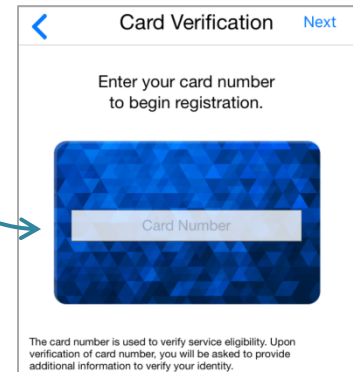 Card Verification Next
Enter your card number
to begin registration.
Card Number
The card number is used to verify service eligibility. Upon
verification of card number, you will be asked to provide
additional information to verify your identity.